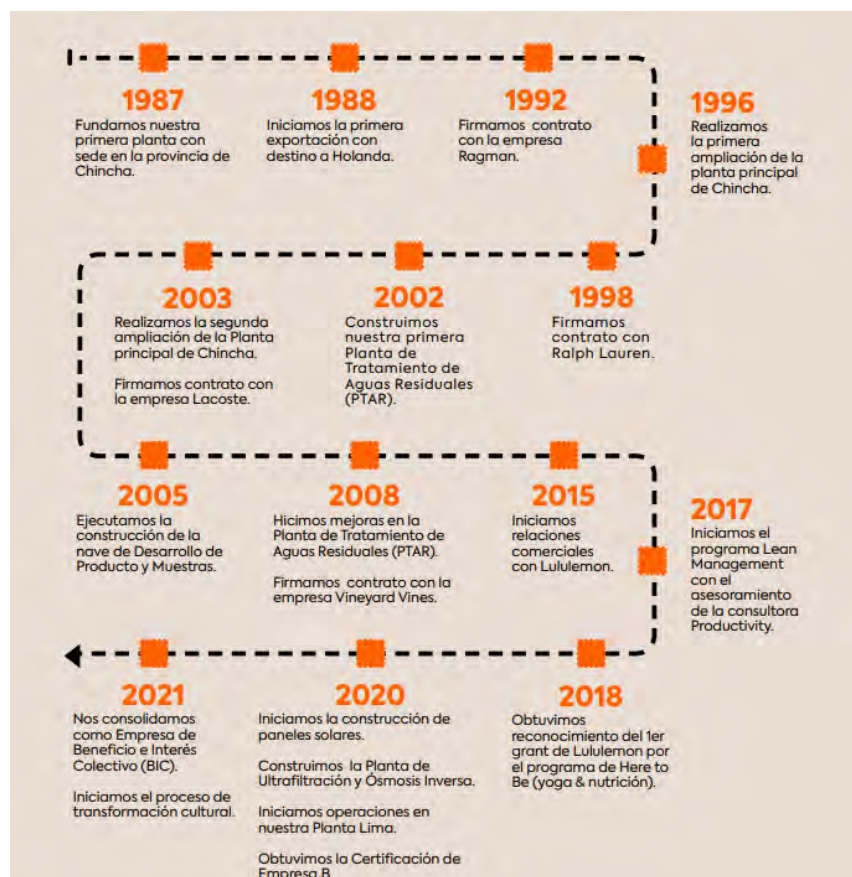 1987
Fundamos nuestra
primera planta con
sede en la provincia de
Chincha.
1988
Iniciamos la primera
exportación con
destino a Holanda.
1992
Firmamos contrato
con la empresa
Ragman.
1996
Realizamos
la primera
ampliación de la
planta principal
de Chincha.
1998
Firmamos
contrato con
Ralph Lauren.
2002
Construimos
nuestra primera
Planta de
Tratamiento de
Aguas Residuales
(PTAR).
2003
Realizamos la segunda
ampliación de la Planta
principal de Chincha.
Firmamos contrato con
la empresa Lacoste.
2005
Ejecutamos la
construcción de la
nave de Desarrollo de
Producto y Muestras.
2008
Hicimos mejoras en la
Planta de Tratamiento de
Aguas Residuales (PTAR).
Firmamos contrato con la
empresa Vineyard Vines.
2015
Iniciamos
relaciones
comerciales
con Lululemon.
2017
Iniciamos el
programa Lean
Management
con el
asesoramiento
de la consultora
Productivity.
2018
Obtuvimos
reconocimiento del 1er
grant de Lululemon por
el programa de Here to
Be (yoga & nutrición).
2020
Iniciamos la construcción de
paneles solares.
Construimos la Planta de
Ultrafiltración y Ósmosis Inversa.
Iniciamos operaciones en
nuestra Planta Lima.
Obtuvimos la Certificación de
Empresa B
2021
Nos consolidamos
como Empresa de
Beneficio e Interés
Colectivo (BIC).
Iniciamos el proceso de
transformación cultural.